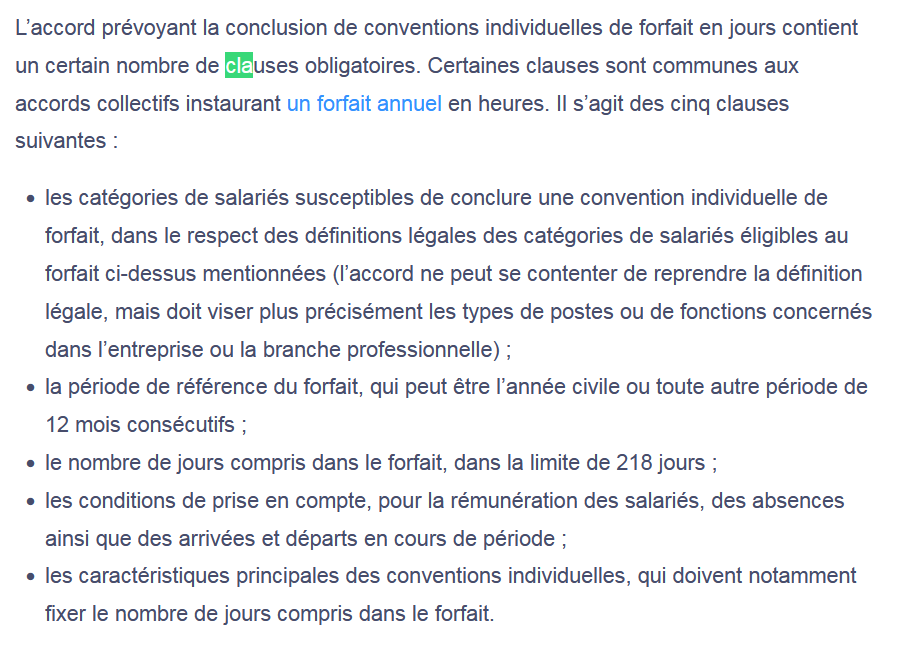 L’accord prévoyant la conclusion de conventions individuelles de forfait en jours contient
un certain nombre de clauses obligatoires. Certaines clauses sont communes aux
accords collectifs instaurant un forfait annuel en heures. Il s’agit des cinq clauses
suivantes :
• les catégories de salariés susceptibles de conclure une convention individuelle de
forfait, dans le respect des définitions légales des catégories de salariés éligibles au
forfait ci-dessus mentionnées (l’accord ne peut se contenter de reprendre la définition
légale, mais doit viser plus précisément les types de postes ou de fonctions concernés
dans l’entreprise ou la branche professionnelle) ;
• la période de référence du forfait, qui peut être l’année civile ou toute autre période de
12 mois consécutifs ;
• le nombre de jours compris dans le forfait, dans la limite de 218 jours ;
• les conditions de prise en compte, pour la rémunération des salariés, des absences
ainsi que des arrivées et départs en cours de période ;
• les caractéristiques principales des conventions individuelles, qui doivent notamment
fixer le nombre de jours compris dans le forfait.